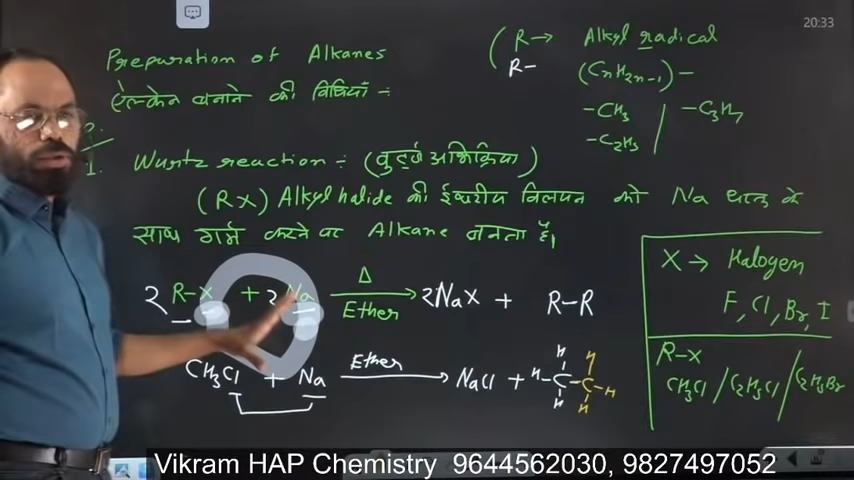 20:33
Preparation of Alkanes
ऐल्केन बनाने की विधियाँ :-
( R → Alkyl radical
R-
(CnH2n-1) -
-CH3 / -C3H7
-C2H5
1. Wurtz reaction :- (वुर्ट्ज अभिक्रिया)
(RX) Alkyl halide की ईथरीय विलयन को Na धातु के
साथ गर्म करने पर Alkane बनता है।
2 R-X + 2 Na Δ Ether → 2NaX + R-R
CH3Cl + Na Ether → NaCl + H-C-C-H H H H H
X → Halogen
F, Cl, Br, I
R-X
CH3Cl / C2H5Cl / C2H5Br
Vikram HAP Chemistry 9644562030, 9827497052